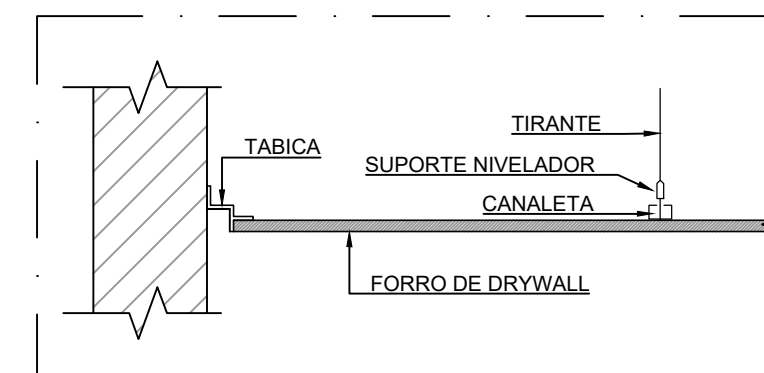 TIRANTE
TABICA
SUPORTE NIVELADOR
CANALETA
FORRO DE DRYWALL